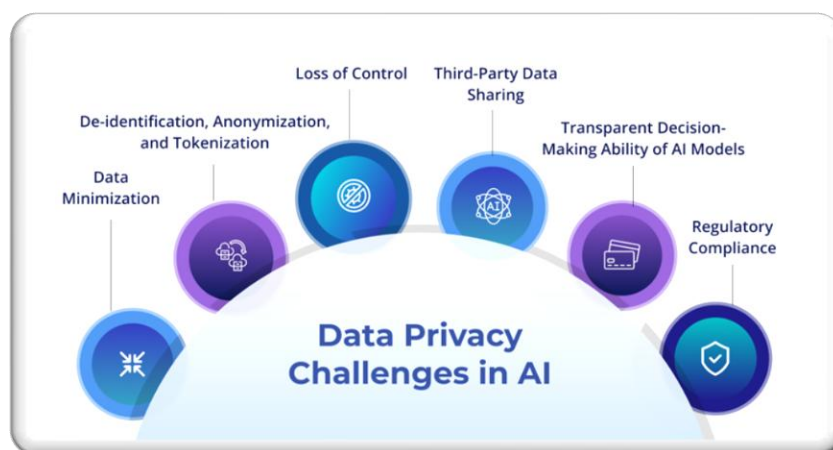 Loss of Control
Third-Party Data
Sharing
De-identification, Anonymization,
and Tokenization
Transparent Decision-
Making Ability of AI Models
Data
Minimization
Regulatory
Compliance
AI
Data Privacy
Challenges in AI